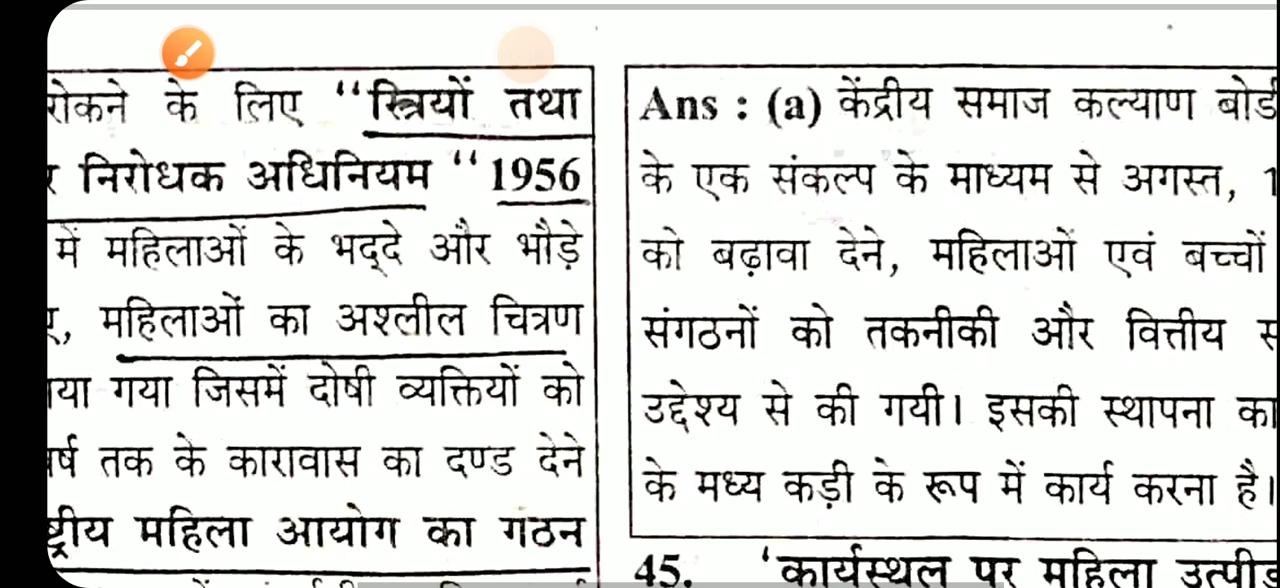 रोकने के लिए “स्त्रियों तथा
निरोधक अधिनियम “ 1956
में महिलाओं के भद्दे और भौड़े
महिलाओं का अश्लील चित्रण
गया जिसमें दोषी व्यक्तियों को
तक के कारावास का दण्ड देने
महिला आयोग का गठन
Ans : (a) केंद्रीय समाज कल्याण बोर्ड
के एक संकल्प के माध्यम से अगस्त, 1
को बढ़ावा देने, महिलाओं एवं बच्चों
संगठनों को तकनीकी और वित्तीय
उद्देश्य से की गयी। इसकी स्थापना का
के मध्य कड़ी के रूप में कार्य करना है।
45. ‘कार्यस्थल पर महिला